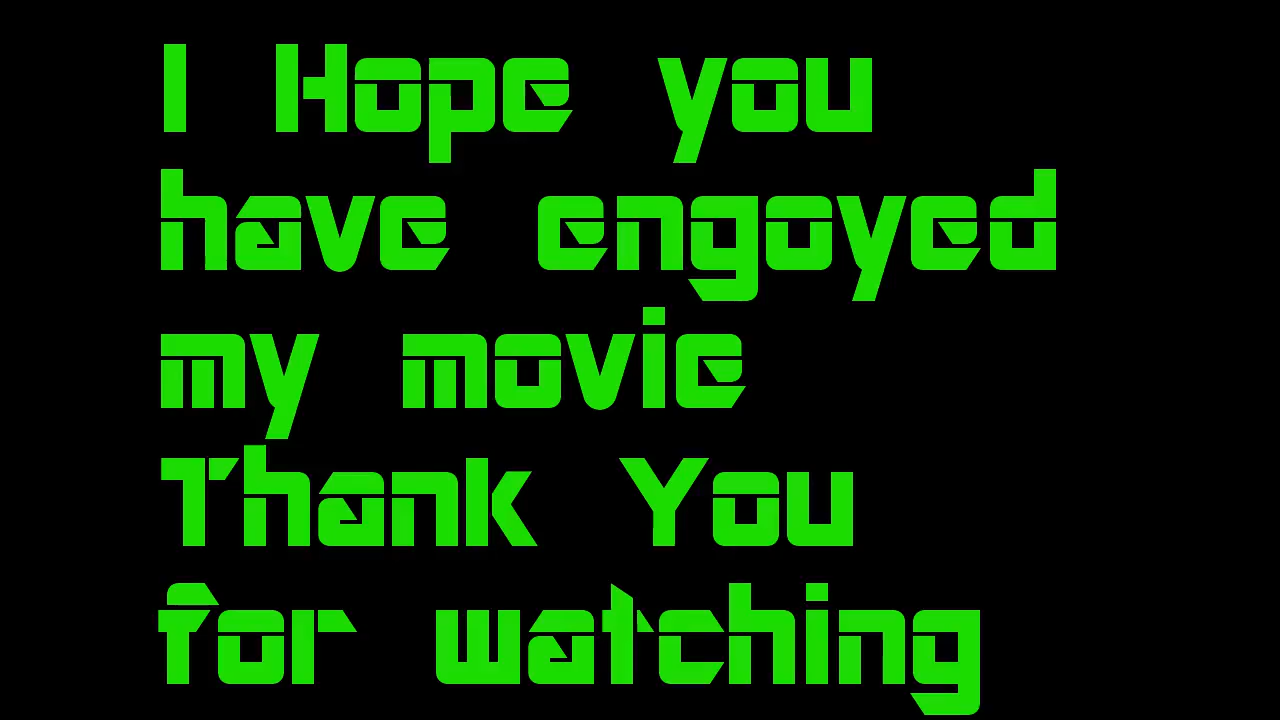 I Hope you
have engoyed
my movie
Thank You
for watching